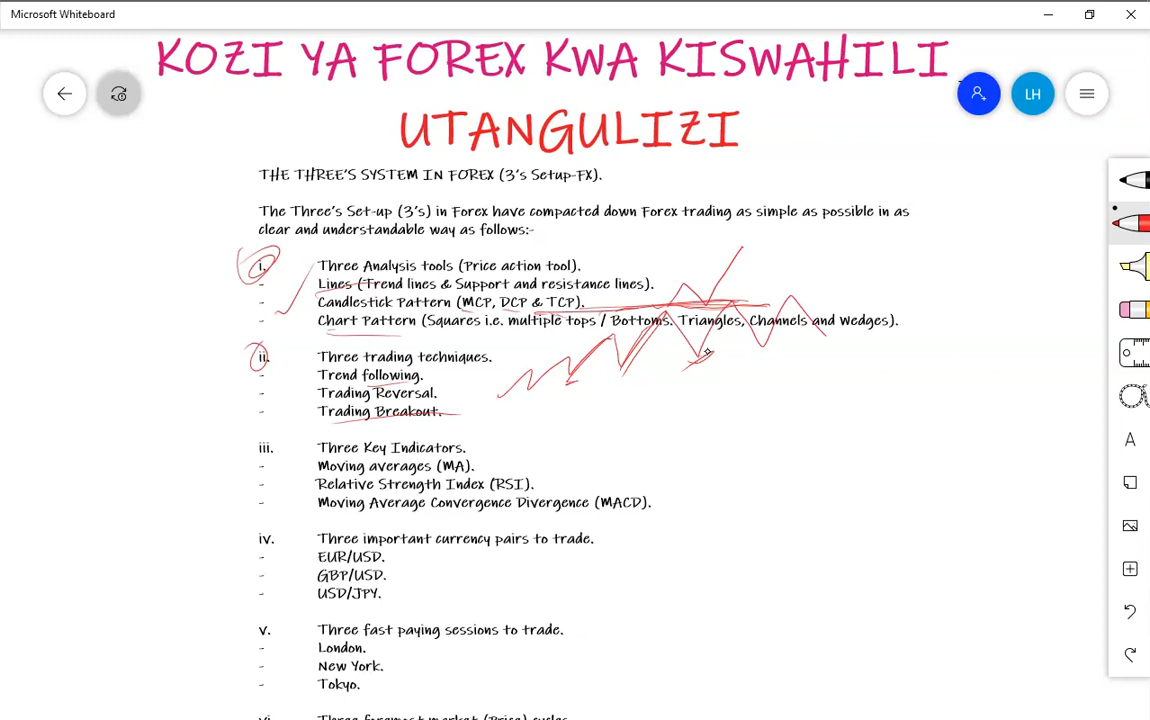 Microsoft Whiteboard
KOZI YA FOREX KWA KISWAHILI
UTANGULIZI
LH
THE THREE'S SYSTEM IN FOREX (3's Setup-FX).
The Three's Set-up (3's) in Forex have compacted down Forex trading as simple as possible in as
clear and understandable way as follows:-
i. Three Analysis tools (Price action tool).
- Lines (Trend lines & Support and resistance lines).
- Candlestick Pattern (MCP, DCP & TCP).
- Chart Pattern (Squares i.e. multiple tops / Bottoms. Triangles, Channels and Wedges).
ii. Three trading techniques.
- Trend following.
- Trading Reversal.
- Trading Breakout.
iii. Three Key Indicators.
- Moving averages (MA).
- Relative Strength Index (RSI).
- Moving Average Convergence Divergence (MACD).
iv. Three important currency pairs to trade.
- EUR/USD.
- GBP/USD.
- USD/JPY.
v. Three fast paying sessions to trade.
- London.
- New York.
- Tokyo.
vi. Three foremost market (Price) cycles.